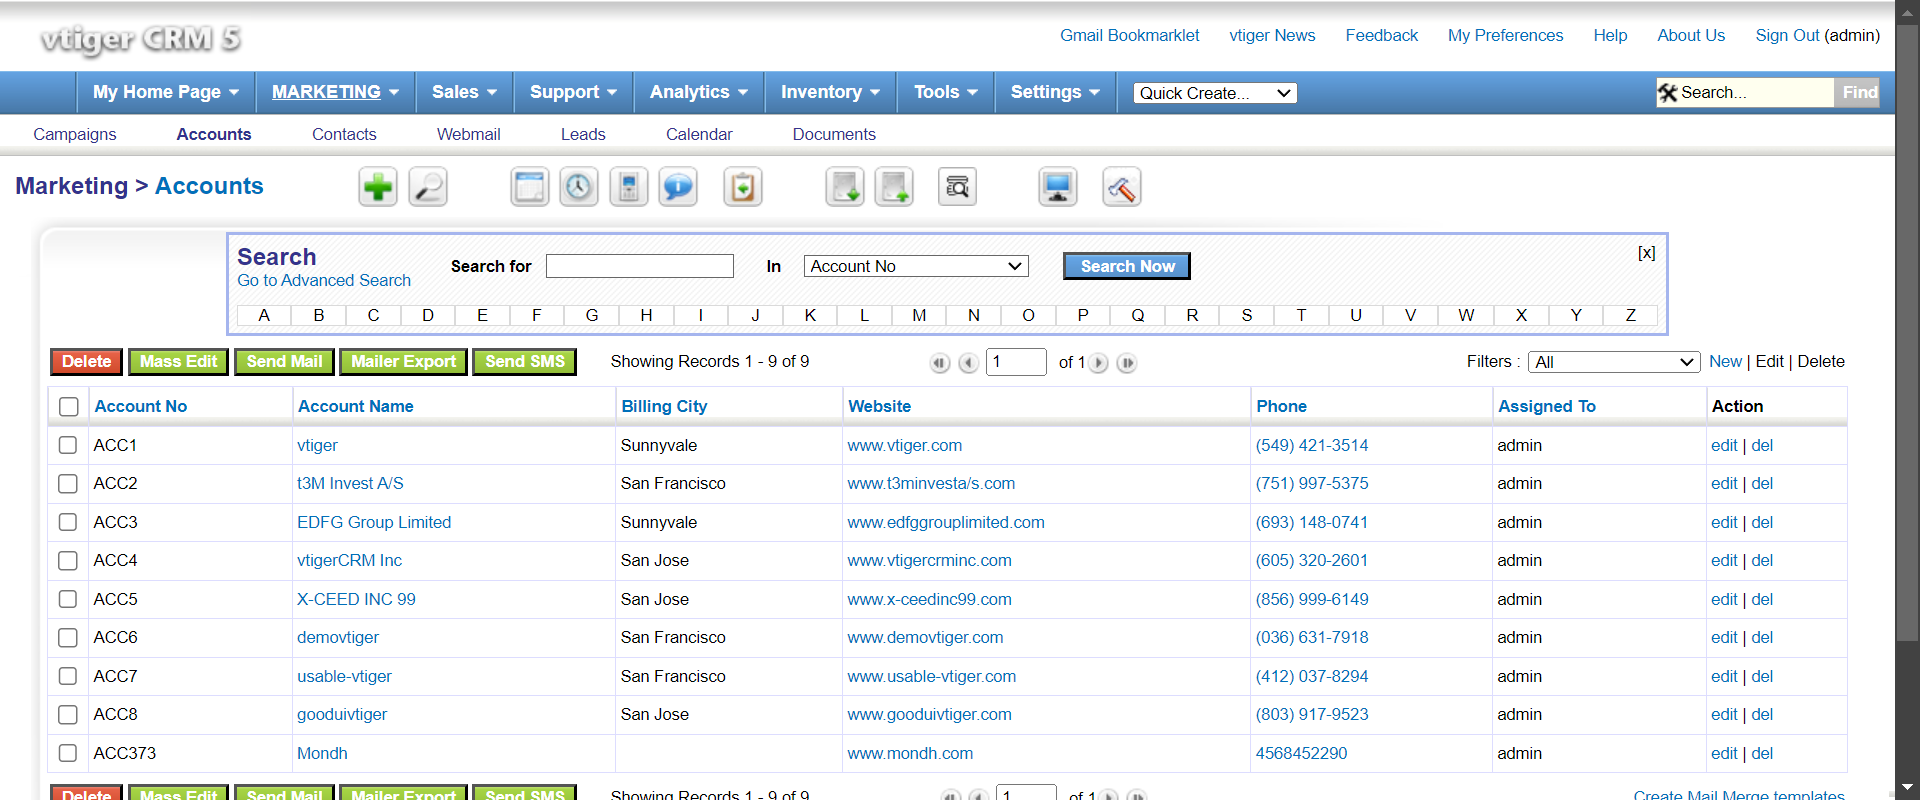 vtiger CRM 5
Gmail Bookmarklet vtiger News Feedback My Preferences Help About Us Sign Out (admin)
My Home Page MARKETING Sales Support Analytics Inventory Tools Settings Quick Create... Search... Find
Campaigns Accounts Contacts Webmail Leads Calendar Documents
Marketing > Accounts
Search
Go to Advanced Search
Search for In Account No Search Now [x]
A B C D E F G H I J K L M N O P Q R S T U V W X Y Z
Delete Mass Edit Send Mail Mailer Export Send SMS Showing Records 1 - 9 of 9 1 of 1 Filters : All New | Edit | Delete
Account No Account Name Billing City Website Phone Assigned To Action
ACC1 vtiger Sunnyvale www.vtiger.com (549) 421-3514 admin edit | del
ACC2 t3M Invest A/S San Francisco www.t3minvesta/s.com (751) 997-5375 admin edit | del
ACC3 EDFG Group Limited Sunnyvale www.edfggrouplimited.com (693) 148-0741 admin edit | del
ACC4 vtigerCRM Inc San Jose www.vtigercrminc.com (605) 320-2601 admin edit | del
ACC5 X-CEED INC 99 San Jose www.x-ceedinc99.com (856) 999-6149 admin edit | del
ACC6 demovtiger San Francisco www.demovtiger.com (036) 631-7918 admin edit | del
ACC7 usable-vtiger San Francisco www.usable-vtiger.com (412) 037-8294 admin edit | del
ACC8 gooduivtiger San Jose www.gooduivtiger.com (803) 917-9523 admin edit | del
ACC373 Mondh www.mondh.com 4568452290 admin edit | del
Delete Mass Edit Send Mail Mailer Export Send SMS Showing Records 1 - 9 of 9 1 of 1 Create Mail Merge templates